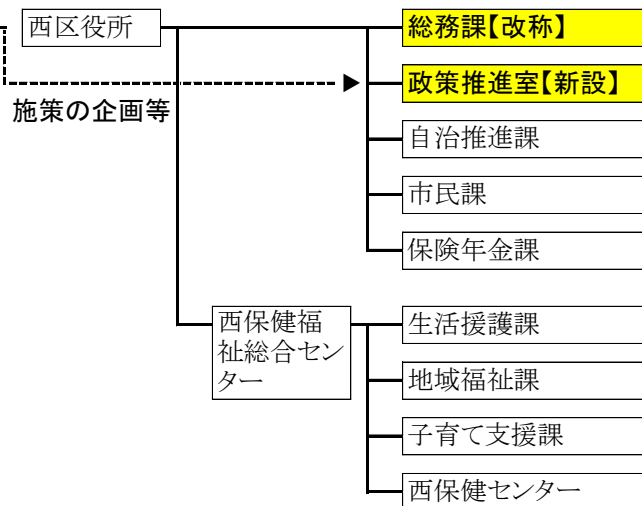 西区役所
総務課【改称】
政策推進室【新設】
施策の企画等
自治推進課
市民課
保険年金課
西保健福
祉総合セン
ター
生活援護課
地域福祉課
子育て支援課
西保健センター